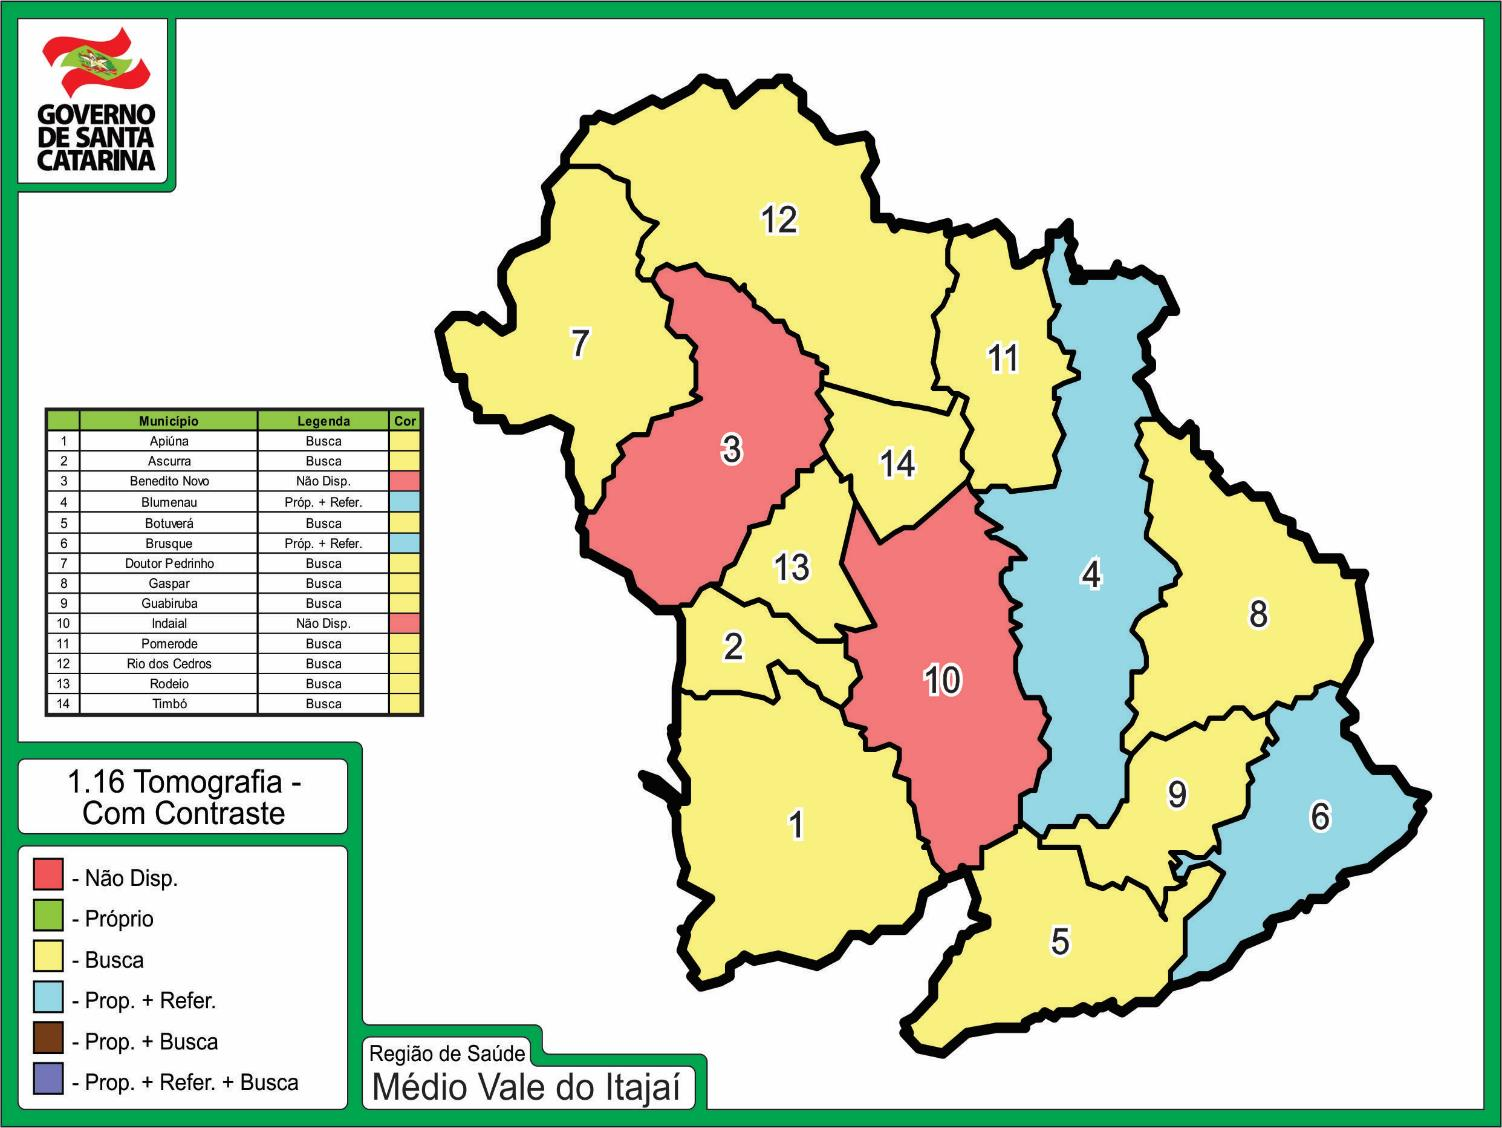 GOVERNO
DE SANTA
CATARINA
12
7
11
3
14
13
4
8
2
10
1
9
6
5
Município Legenda Cor
1 Apiúna Busca
2 Ascurra Busca
3 Benedito Novo Não Disp.
4 Blumenau Próp. + Refer.
5 Botuverá Busca
6 Brusque Próp. + Refer.
7 Doutor Pedrinho Busca
8 Gaspar Busca
9 Guabiruba Busca
10 Indaial Não Disp.
11 Pomerode Busca
12 Rio dos Cedros Busca
13 Rodeio Busca
14 Timbó Busca
1.16 Tomografia -
Com Contraste
- Não Disp.
- Próprio
- Busca
- Prop. + Refer.
- Prop. + Busca
- Prop. + Refer. + Busca
Região de Saúde
Médio Vale do Itajaí